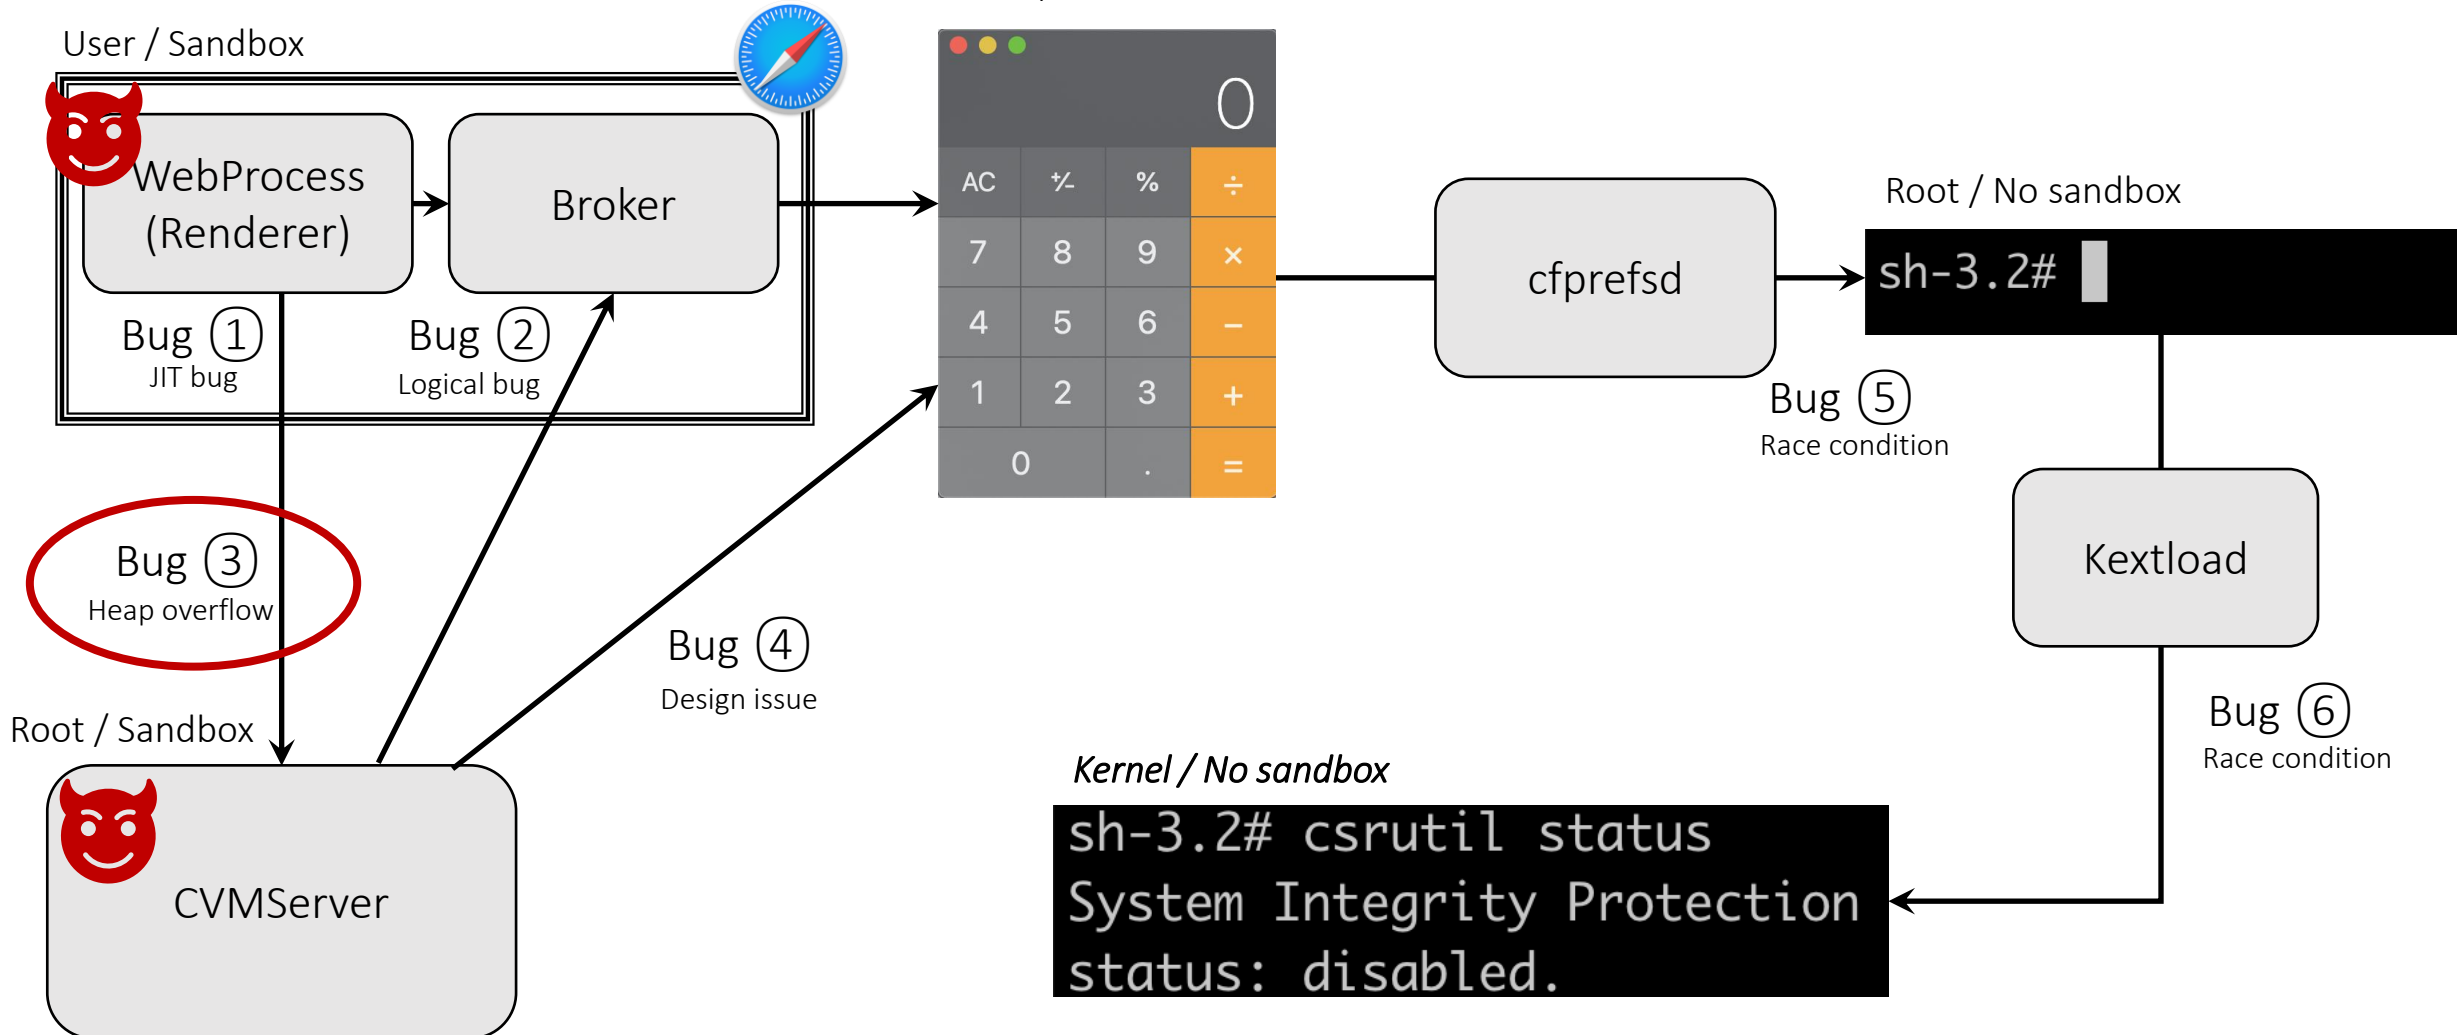 User / Sandbox
WebProcess
(Renderer)
Broker
Bug ①
JIT bug
Bug ②
Logical bug
0
AC ⁺∕₋ % ÷
7 8 9 ×
4 5 6 −
1 2 3 +
0 . =
cfprefsd
Root / No sandbox
sh-3.2#
Bug ⑤
Race condition
Kextload
Bug ③
Heap overflow
Bug ④
Design issue
Bug ⑥
Race condition
Root / Sandbox
CVMServer
Kernel / No sandbox
sh-3.2# csrutil status
System Integrity Protection
status: disabled.